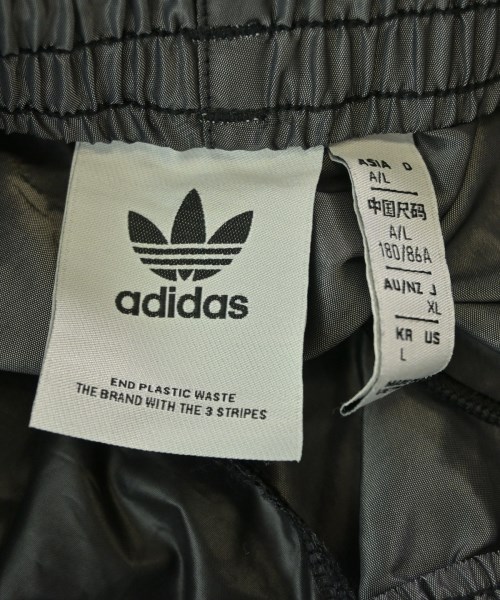 adidas
END PLASTIC WASTE
THE BRAND WITH THE 3 STRIPES
ASIA D
A/L
中国尺码
A/L
180/86A
AU/NZ J
XL
KR US
L